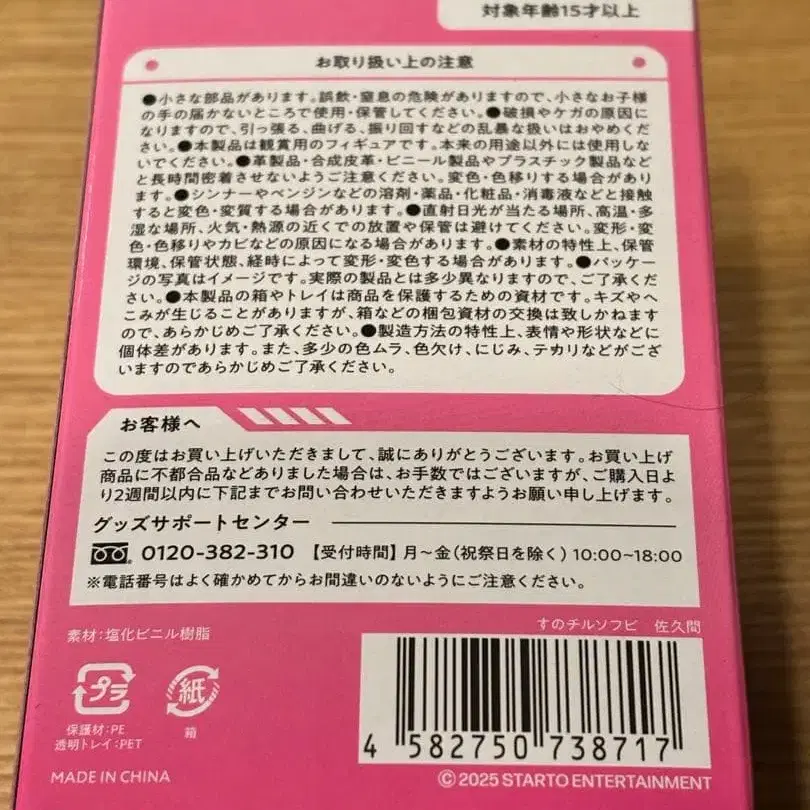 対象年齢15才以上
お取り扱い上の注意
●小さな部品があります。誤飲・窒息の危険がありますので、小さなお子様
の手の届かないところで使用・保管してください。●破損やケガの原因に
なりますので、引っ張る、曲げる、振り回すなどの乱暴な扱いはおやめくだ
さい。●本製品は観賞用のフィギュアです。本来の用途以外には使用し
ないでください。●革製品・合成皮革・ビニール製品やプラスチック製品など
と長時間密着させないようご注意ください。変色・色移りする場合があり
ます。●シンナーやベンジンなどの溶剤・薬品・化粧品・消毒液などと接触
すると変色・変質する場合があります。●直射日光が当たる場所、高温・多
湿な場所、火気・熱源の近くでの放置や保管は避けてください。変形・変
色・色移りやカビなどの原因になる場合があります。●素材の特性上、保管
環境、保管状態、経時によって変形・変色する場合があります。●パッケー
ジの写真はイメージです。実際の製品とは多少異なりますので、ご了承くだ
さい。●本製品の箱やトレイは商品を保護するための資材です。キズやへ
こみが生じることがありますが、箱などの梱包資材の交換は致しかねます
ので、あらかじめご了承ください。●製造方法の特性上、表情や形状などに
個体差があります。また、多少の色ムラ、色欠け、にじみ、テカリなどがござ
いますのであらかじめご了承ください。
お客様へ
この度はお買い上げいただきまして、誠にありがとうございます。お買い上げ
商品に不都合品などありました場合は、お手数ではございますが、ご購入日よ
り2週間以内に下記までお問い合わせいただきますようお願い申し上げます。
グッズサポートセンター
0120-382-310 【受付時間】月〜金(祝祭日を除く)10:00~18:00
※電話番号はよく確かめてからお間違いのないようにご注意ください。
素材:塩化ビニル樹脂
すのチルソフビ 佐久間
プラ
紙
保護材:PE
透明トレイ:PET
箱
4 582750 738717
MADE IN CHINA
©2025 STARTO ENTERTAINMENT